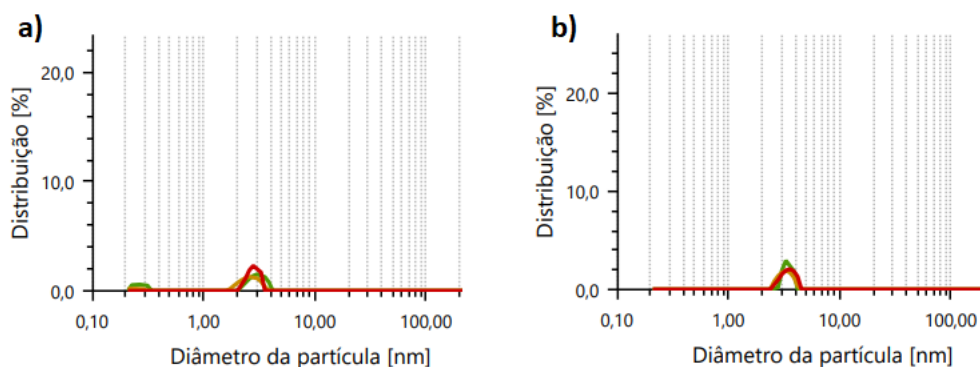 a)
Distribuição [%]
20,0
10,0
0,0
0,10
1,00
10,00
100,00
Diâmetro da partícula [nm]
b)
Distribuição [%]
20,0
10,0
0,0
0,10
1,00
10,00
100,00
Diâmetro da partícula [nm]